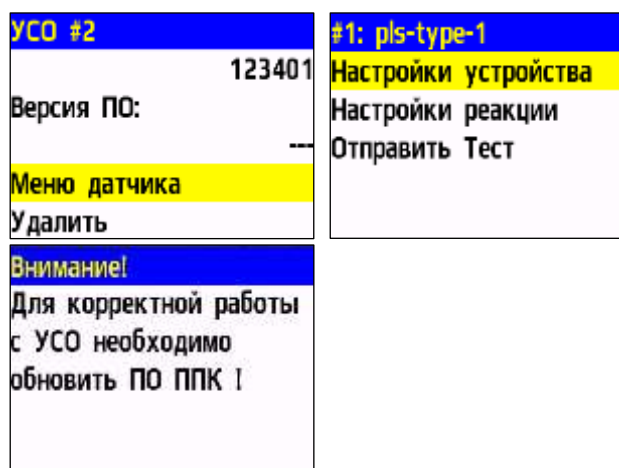 УСО #2
123401
Версия ПО:
---
Меню датчика
Удалить
#1: pls-type-1
Настройки устройства
Настройки реакции
Отправить Тест
Внимание!
Для корректной работы
с УСО необходимо
обновить ПО ППК !